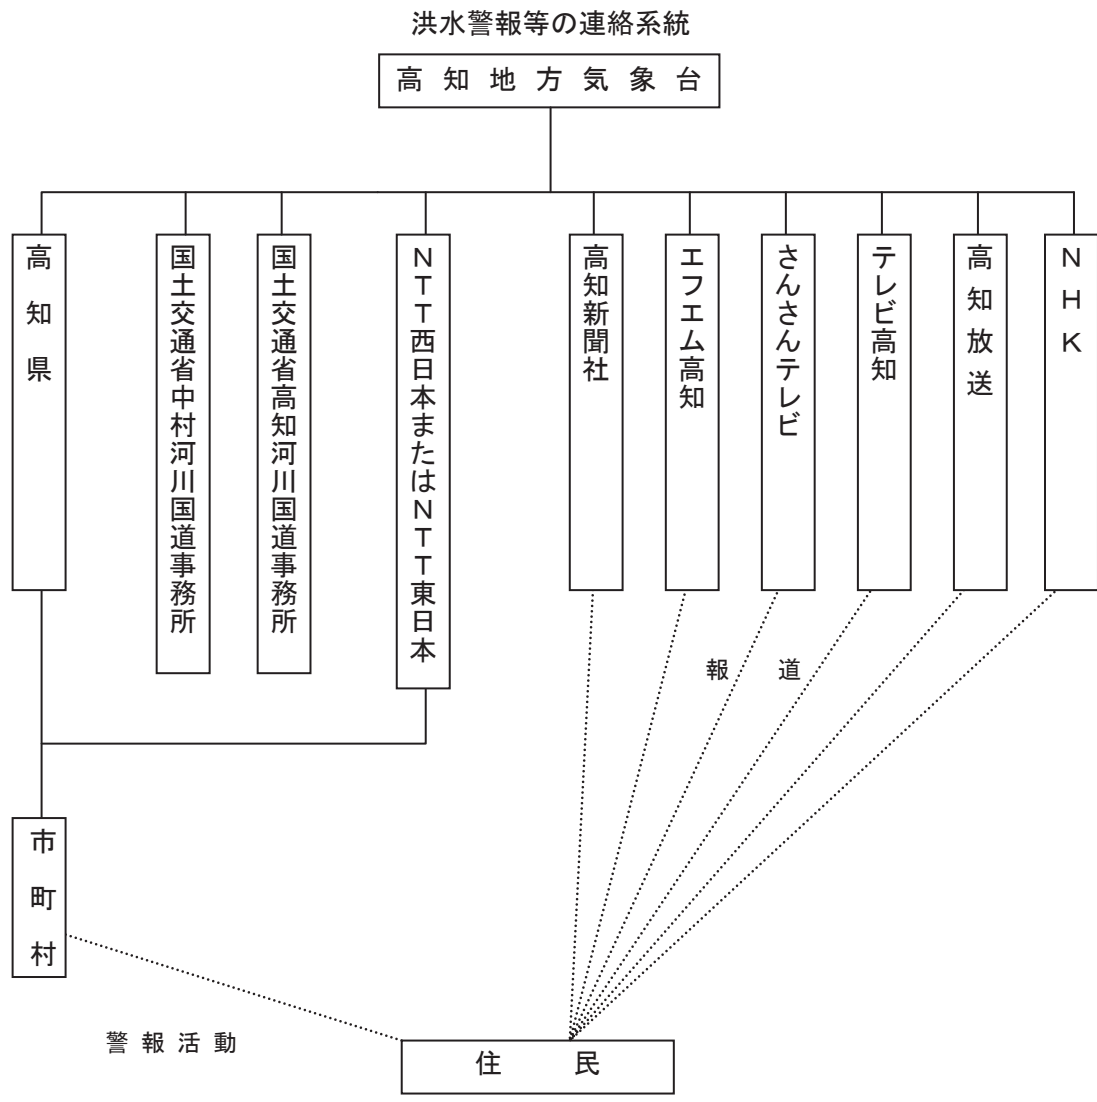 洪水警報等の連絡系統
高知地方気象台
高知県
国土交通省中村河川国道事務所
国土交通省高知河川国道事務所
ＮＴＴ西日本またはＮＴＴ東日本
高知新聞社
エフエム高知
さんさんテレビ
テレビ高知
高知放送
ＮＨＫ
報道
市町村
警報活動
住民